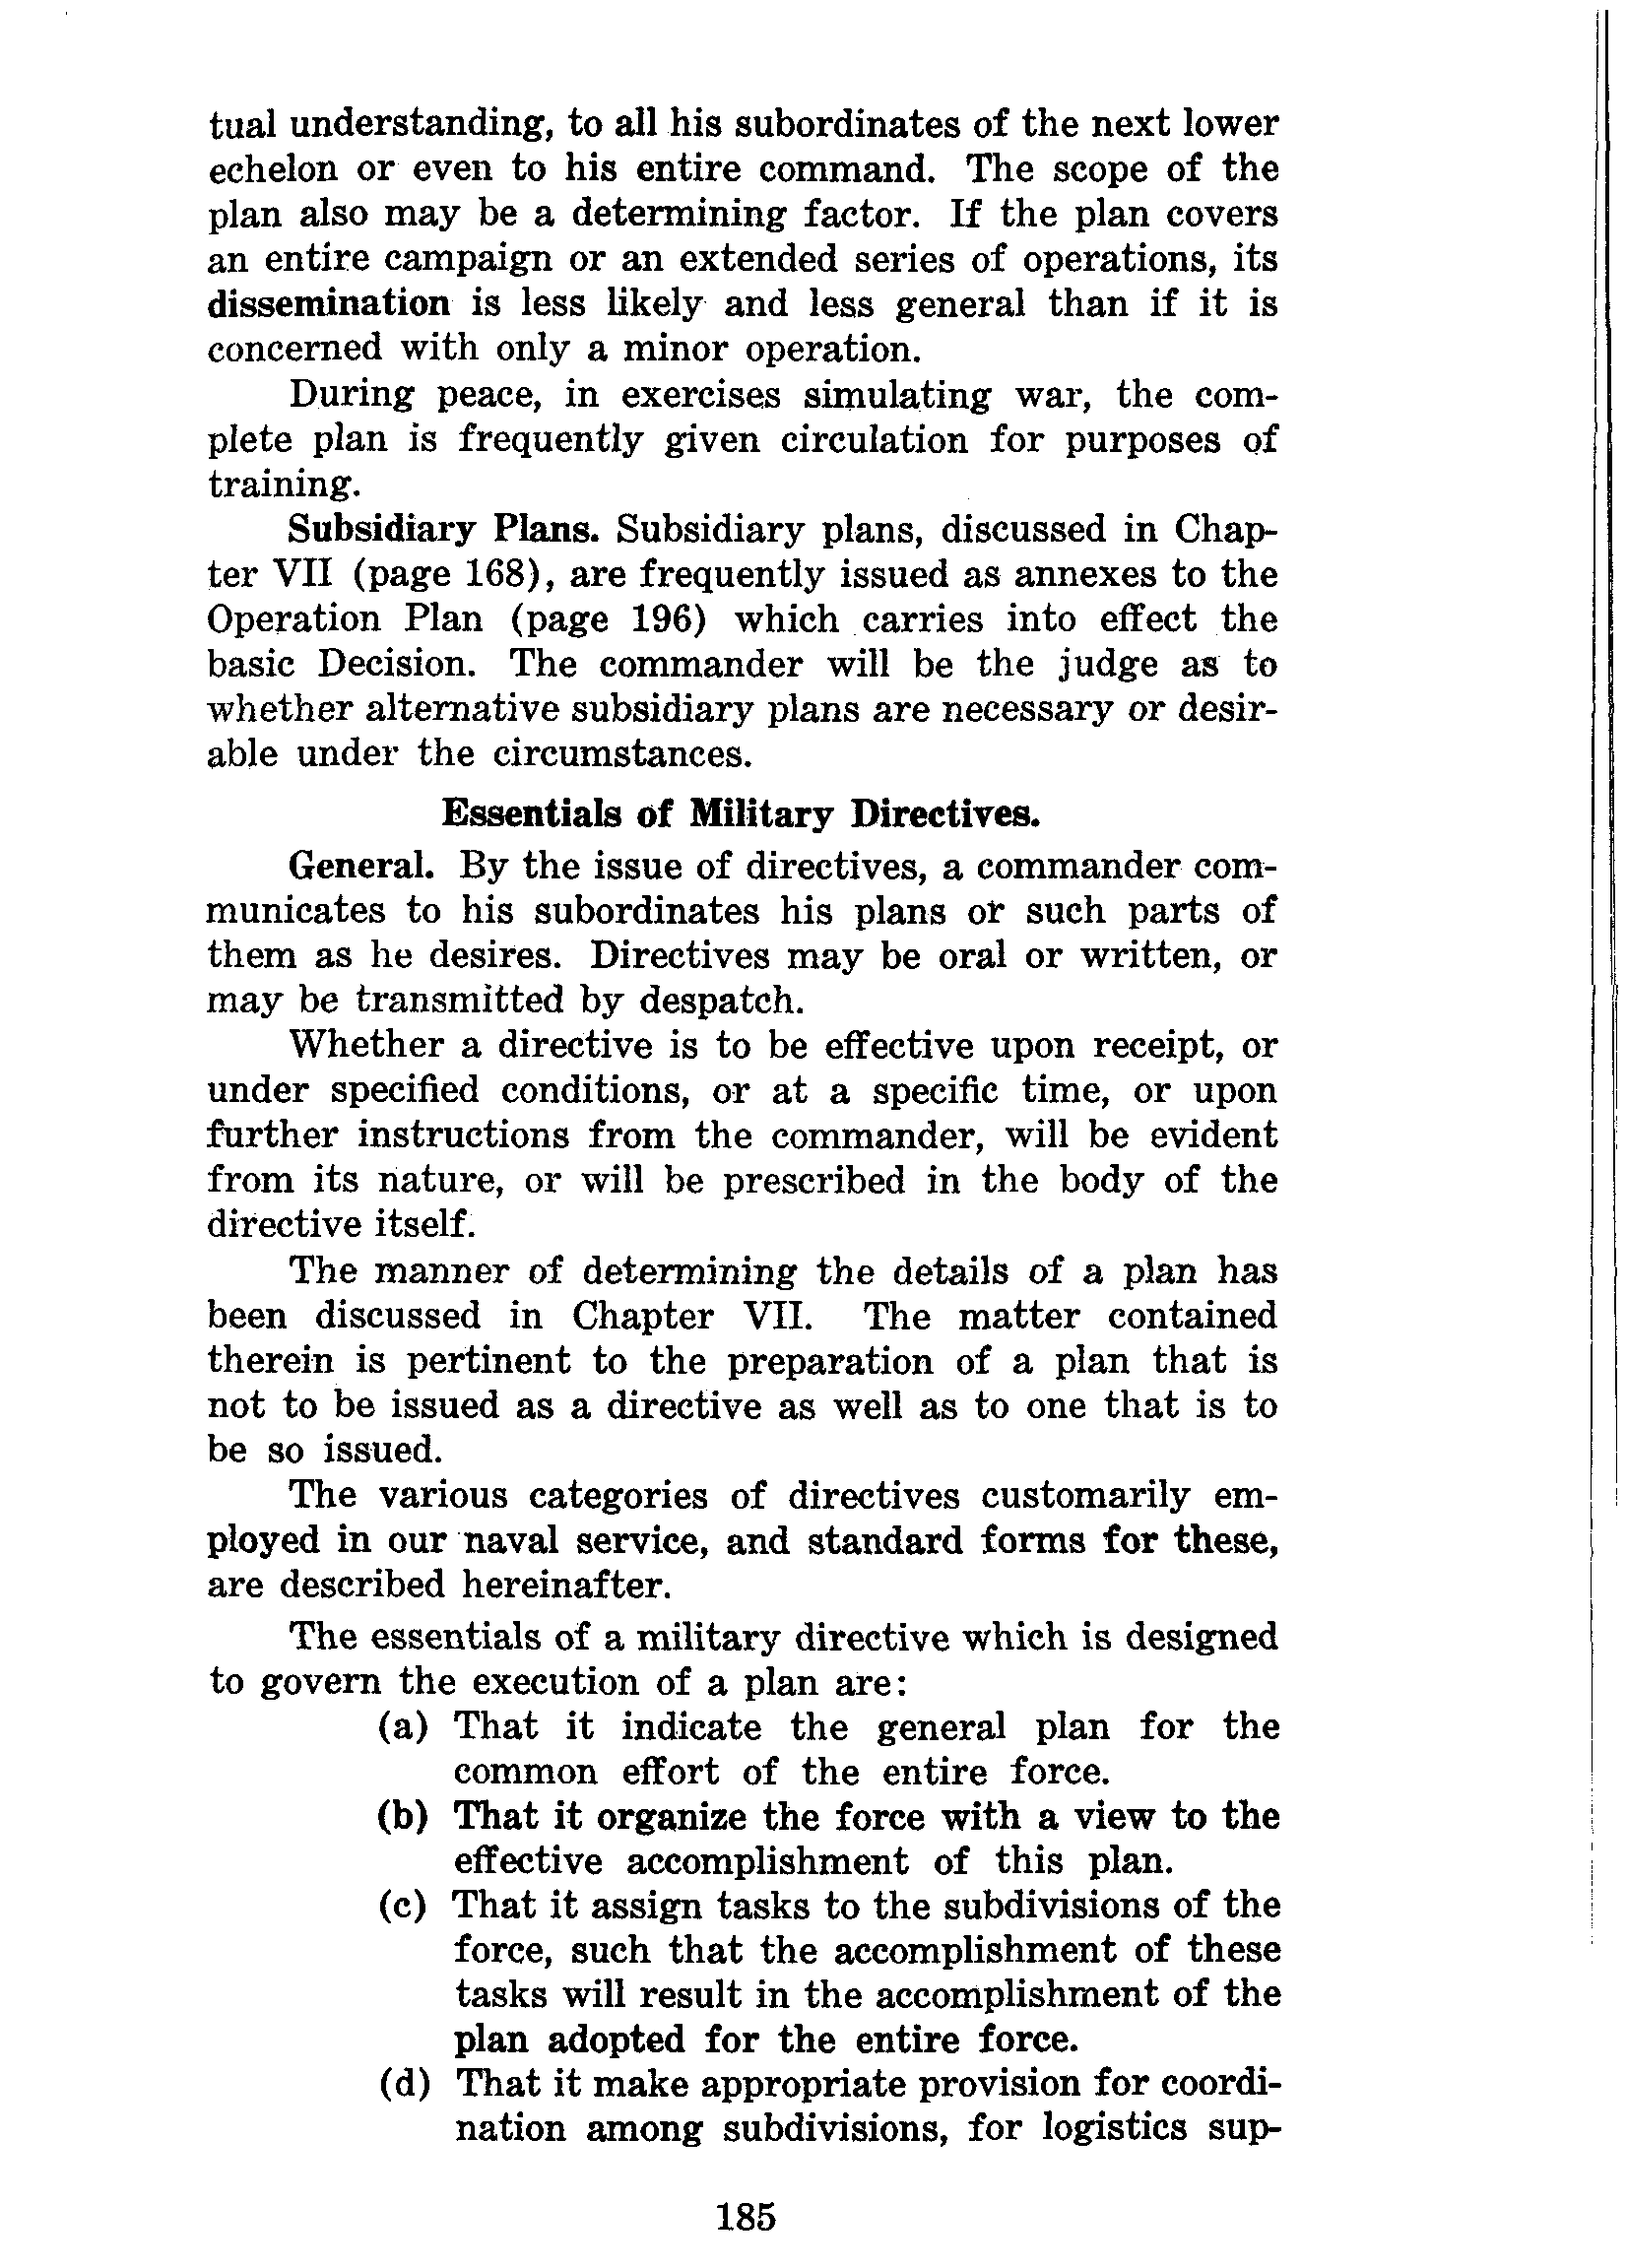 tual understanding, to all his subordinates of the next lower
echelon or even to his entire command. The scope of the
plan also may be a determining factor. If the plan covers
an entire campaign or an extended series of operations, its
dissemination is less likely and less general than if it is
concerned with only a minor operation.
During peace, in exercises simulating war, the com-
plete plan is frequently given circulation for purposes of
training.
Subsidiary Plans. Subsidiary plans, discussed in Chap-
ter VII (page 168), are frequently issued as annexes to the
Operation Plan (page 196) which carries into effect the
basic Decision. The commander will be the judge as to
whether alternative subsidiary plans are necessary or desir-
able under the circumstances.
Essentials of Military Directives.
General. By the issue of directives, a commander com-
municates to his subordinates his plans or such parts of
them as he desires. Directives may be oral or written, or
may be transmitted by despatch.
Whether a directive is to be effective upon receipt, or
under specified conditions, or at a specific time, or upon
further instructions from the commander, will be evident
from its nature, or will be prescribed in the body of the
directive itself.
The manner of determining the details of a plan has
been discussed in Chapter VII. The matter contained
therein is pertinent to the preparation of a plan that is
not to be issued as a directive as well as to one that is to
be so issued.
The various categories of directives customarily em-
ployed in our naval service, and standard forms for these,
are described hereinafter.
The essentials of a military directive which is designed
to govern the execution of a plan are:
(a) That it indicate the general plan for the
common effort of the entire force.
(b) That it organize the force with a view to the
effective accomplishment of this plan.
(c) That it assign tasks to the subdivisions of the
force, such that the accomplishment of these
tasks will result in the accomplishment of the
plan adopted for the entire force.
(d) That it make appropriate provision for coordi-
nation among subdivisions, for logistics sup-
185